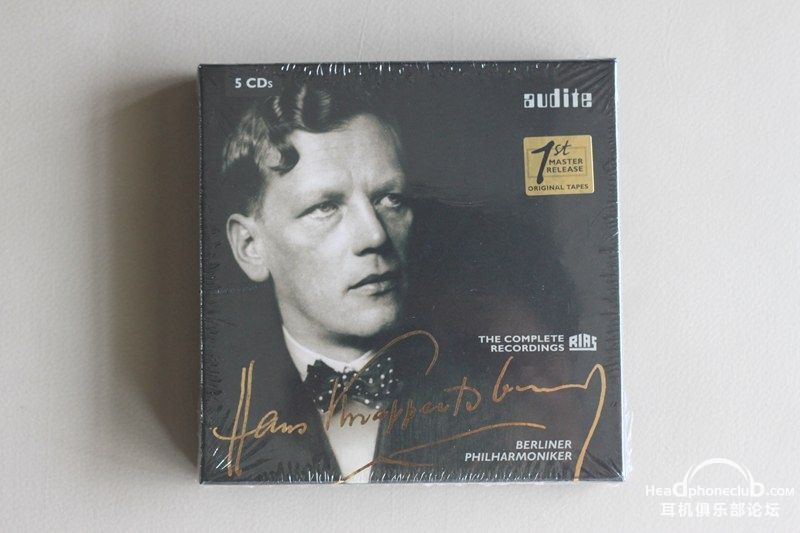 5 CDs
audite
1st
MASTER
RELEASE
ORIGINAL TAPES
THE COMPLETE
RECORDINGS RIAS
Hans Knappertsbusch
BERLINER
PHILHARMONIKER
Headphoneclub.com
耳机俱乐部论坛